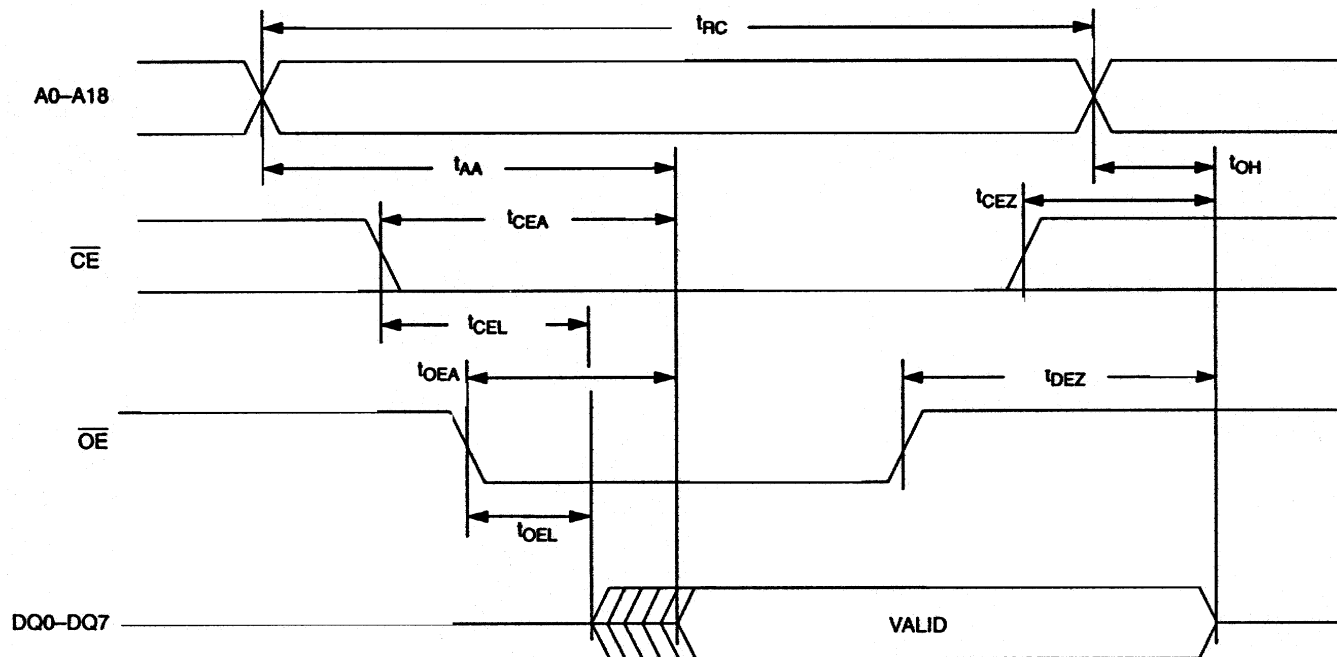 tRC
A0–A18
tAA
tOH
tCEZ
tCEA
CE
tCEL
tOEA
tDEZ
OE
tOEL
DQ0–DQ7
VALID